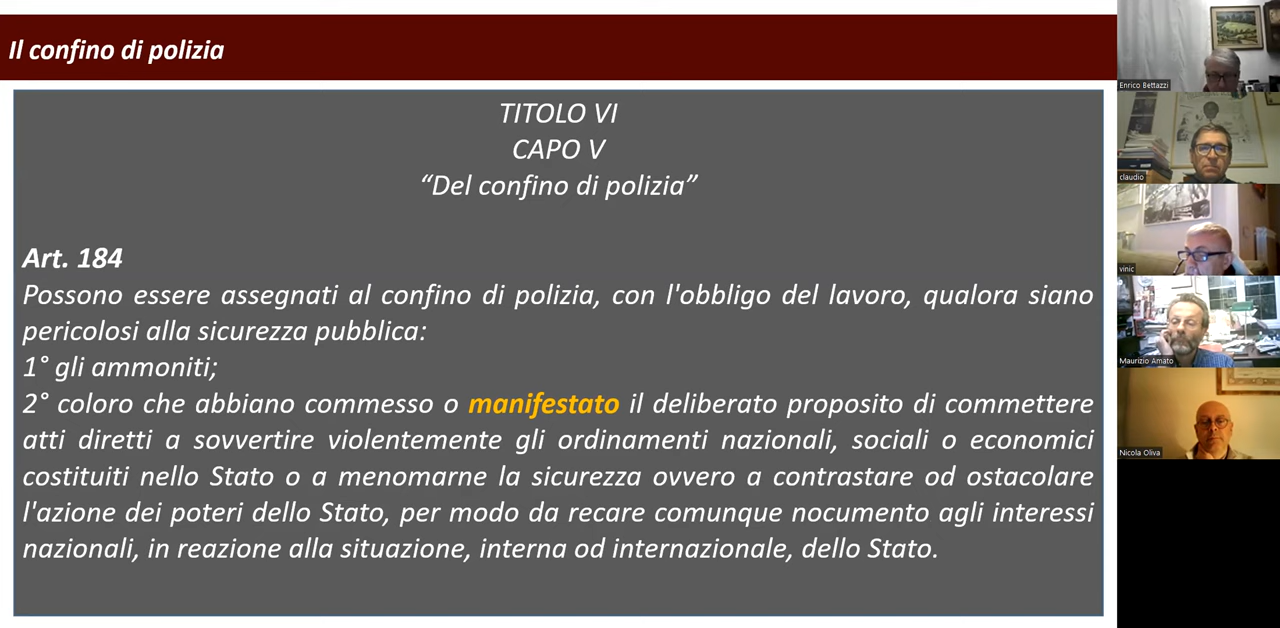 Il confino di polizia
TITOLO VI
CAPO V
“Del confino di polizia”
Art. 184
Possono essere assegnati al confino di polizia, con l'obbligo del lavoro, qualora siano
pericolosi alla sicurezza pubblica:
1° gli ammoniti;
2° coloro che abbiano commesso o manifestato il deliberato proposito di commettere
atti diretti a sovvertire violentemente gli ordinamenti nazionali, sociali o economici
costituiti nello Stato o a menomarne la sicurezza ovvero a contrastare od ostacolare
l'azione dei poteri dello Stato, per modo da recare comunque nocumento agli interessi
nazionali, in reazione alla situazione, interna od internazionale, dello Stato.
Enrico Bettazzi
claudio
vinic
Maurizio Amato
Nicola Oliva